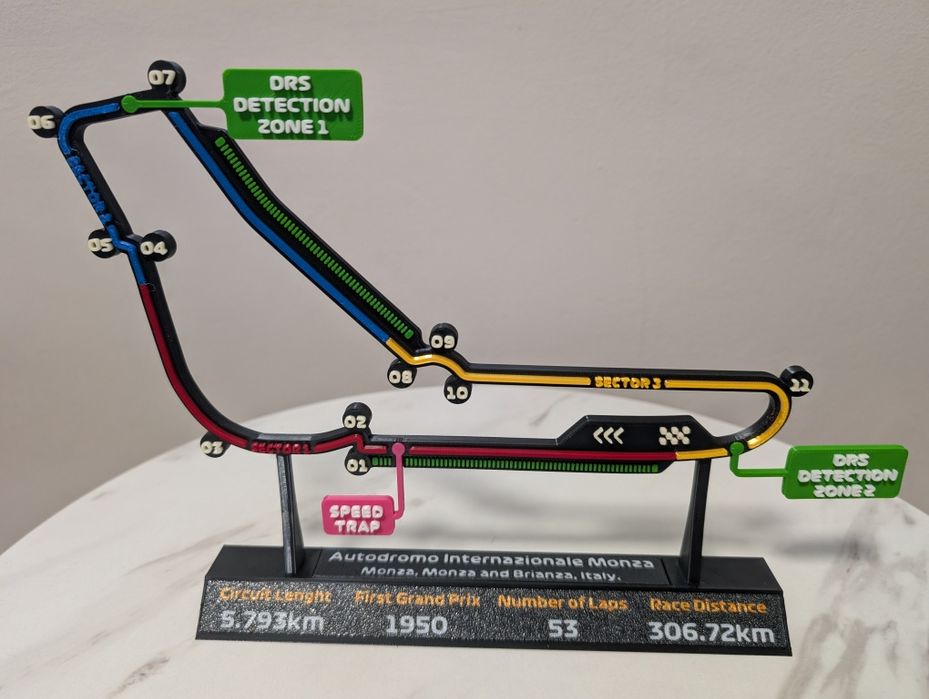 07
DRS
DETECTION
ZONE 1
06
SECTOR 2
05
04
09
08
10
SECTOR 3
11
02
03
SECTOR 1
01
DRS
DETECTION
ZONE 2
SPEED
TRAP
Autodromo Internazionale Monza
Monza, Monza and Brianza, Italy.
Circuit Lenght
First Grand Prix
Number of Laps
Race Distance
5.793km
1950
53
306.72km